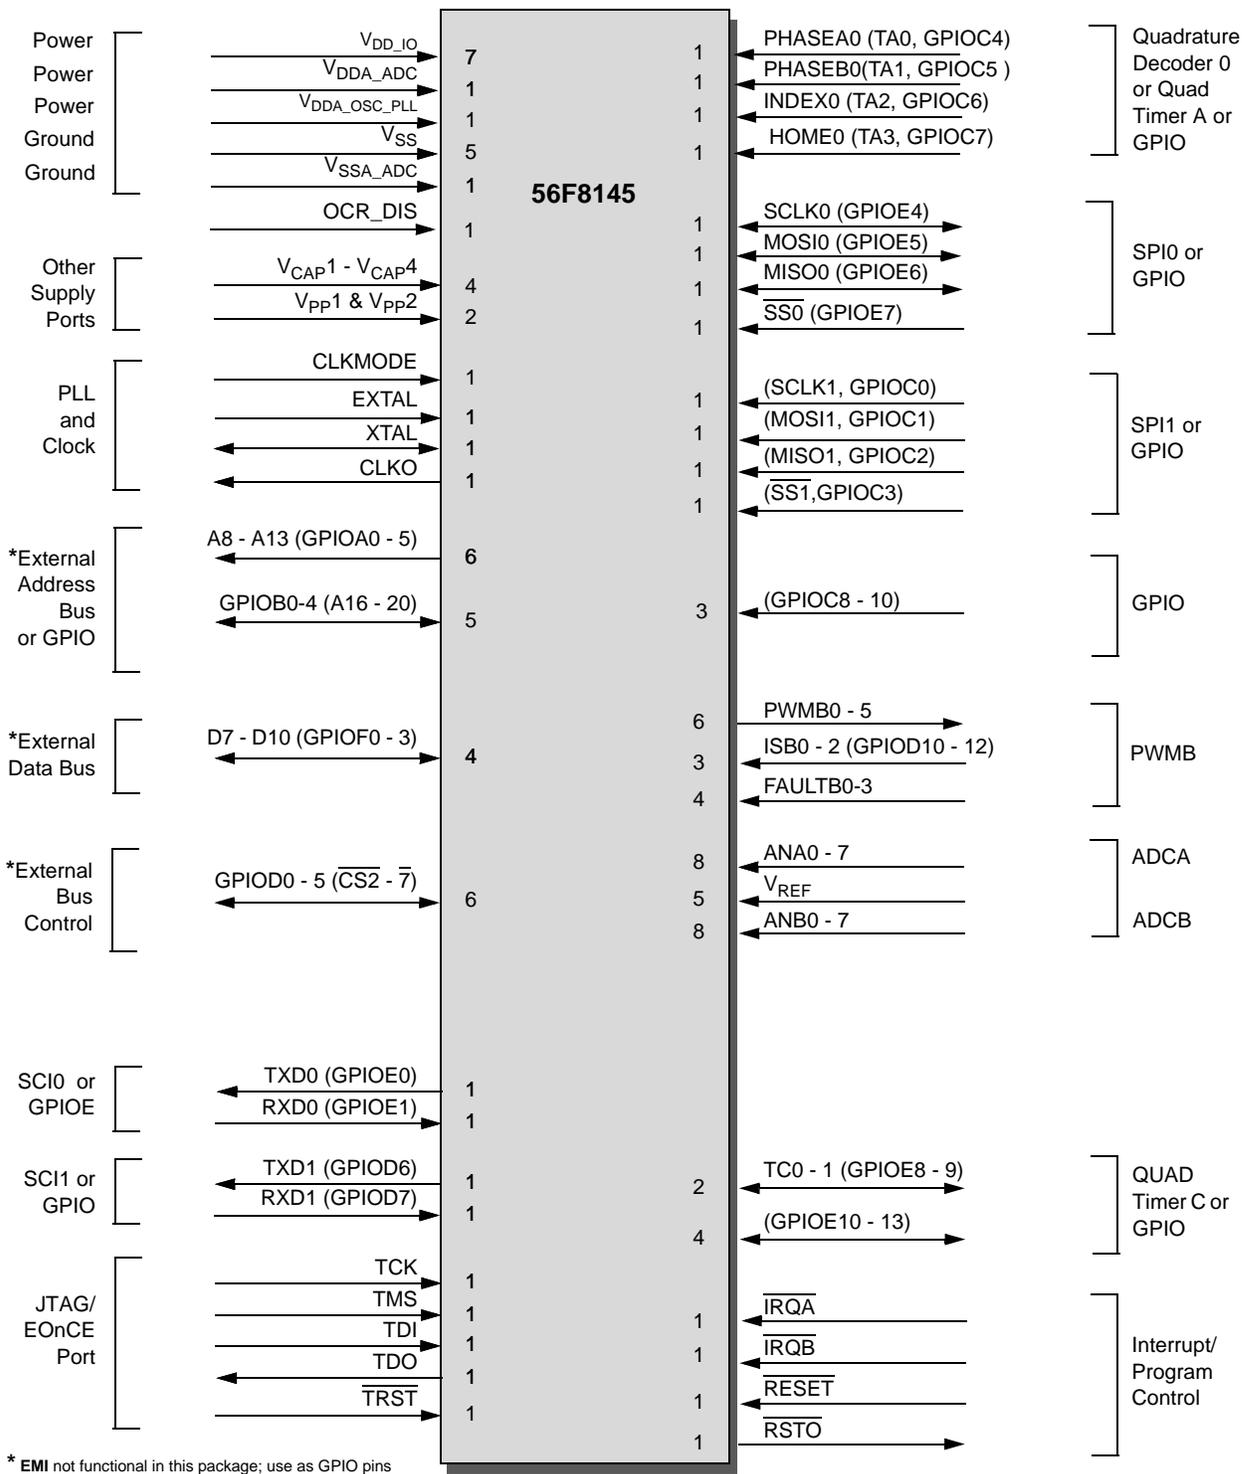 56F8145
Power
Power
Power
Ground
Ground
V_DD_IO
7
V_DDA_ADC
1
V_DDA_OSC_PLL
1
V_SS
5
V_SSA_ADC
1
OCR_DIS
1
Other
Supply
Ports
V_CAP1 - V_CAP4
4
V_PP1 & V_PP2
2
PLL
and
Clock
CLKMODE
1
EXTAL
1
XTAL
1
CLKO
1
*External
Address
Bus
or GPIO
A8 - A13 (GPIOA0 - 5)
6
GPIOB0-4 (A16 - 20)
5
*External
Data Bus
D7 - D10 (GPIOF0 - 3)
4
*External
Bus
Control
GPIOD0 - 5 (C̅S̅2̅ - 7̅)
6
SCI0 or
GPIOE
TXD0 (GPIOE0)
1
RXD0 (GPIOE1)
1
SCI1 or
GPIO
TXD1 (GPIOD6)
1
RXD1 (GPIOD7)
1
JTAG/
EOnCE
Port
TCK
1
TMS
1
TDI
1
TDO
1
T̅R̅S̅T̅
1
1
PHASEA0 (TA0, GPIOC4)
1
PHASEB0(TA1, GPIOC5 )
1
INDEX0 (TA2, GPIOC6)
1
HOME0 (TA3, GPIOC7)
Quadrature
Decoder 0
or Quad
Timer A or
GPIO
1
SCLK0 (GPIOE4)
1
MOSI0 (GPIOE5)
1
MISO0 (GPIOE6)
1
S̅S̅0̅ (GPIOE7)
SPI0 or
GPIO
1
(SCLK1, GPIOC0)
1
(MOSI1, GPIOC1)
1
(MISO1, GPIOC2)
1
(S̅S̅1̅,GPIOC3)
SPI1 or
GPIO
3
(GPIOC8 - 10)
GPIO
6
PWMB0 - 5
3
ISB0 - 2 (GPIOD10 - 12)
4
FAULTB0-3
PWMB
8
ANA0 - 7
5
V_REF
8
ANB0 - 7
ADCA
ADCB
2
TC0 - 1 (GPIOE8 - 9)
4
(GPIOE10 - 13)
QUAD
Timer C or
GPIO
1
I̅R̅Q̅A̅
1
I̅R̅Q̅B̅
1
R̅E̅S̅E̅T̅
1
R̅S̅T̅O̅
Interrupt/
Program
Control
* EMI not functional in this package; use as GPIO pins